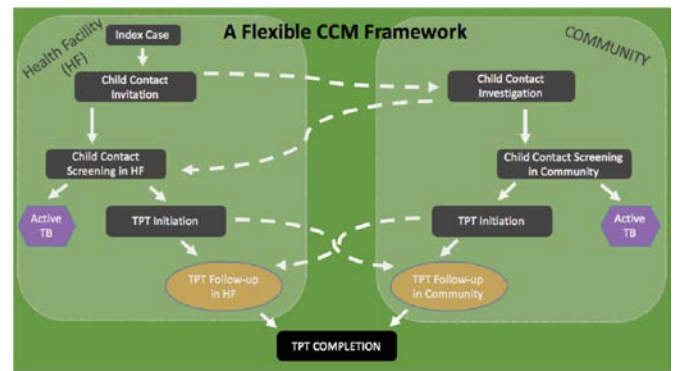 A Flexible CCM Framework
Health Facility
(HF)
COMMUNITY
Index Case
Child Contact
Invitation
Child Contact
Investigation
Child Contact
Screening in HF
Child Contact Screening
in Community
Active
TB
TPT Initiation
TPT Initiation
Active
TB
TPT Follow-up
in HF
TPT Follow-up
in Community
TPT COMPLETION